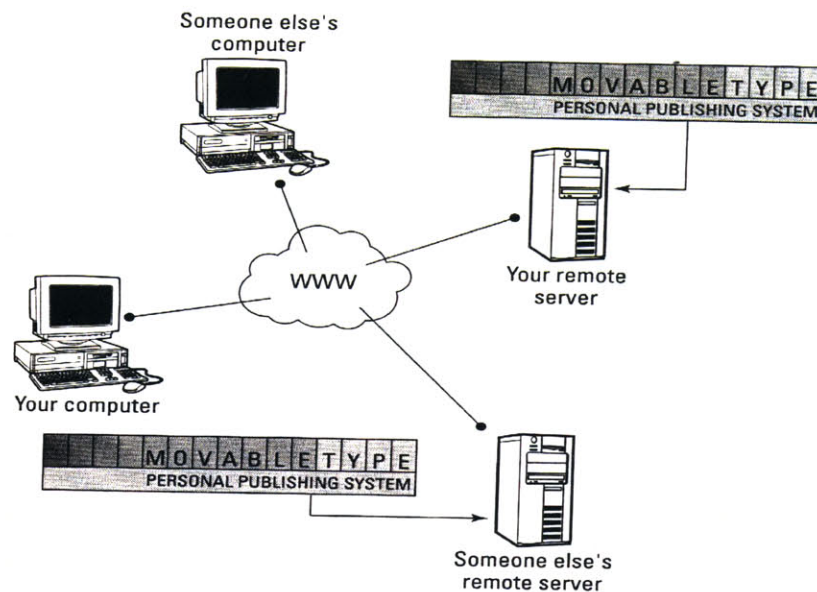 Someone else's
computer
MOVABLETYPE
PERSONAL PUBLISHING SYSTEM
WWW
Your remote
server
Your computer
MOVABLETYPE
PERSONAL PUBLISHING SYSTEM
Someone else's
remote server